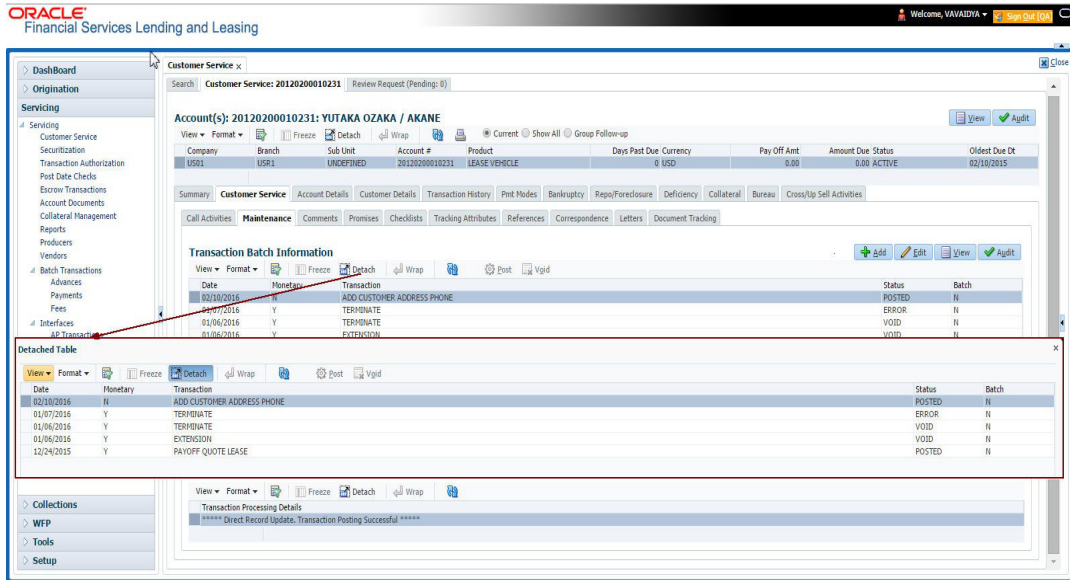 ORACLE
Financial Services Lending and Leasing
Welcome, VAVAIDYA
Sign Out [QA]
Close
DashBoard
Origination
Servicing
Servicing
Customer Service
Securitization
Transaction Authorization
Post Date Checks
Escrow Transactions
Account Documents
Collateral Management
Reports
Producers
Vendors
Batch Transactions
Advances
Payments
Fees
Interfaces
AP Transactions
Customer Service x
Search Customer Service: 20120200010231 Review Request (Pending: 0)
Account(s): 20120200010231: YUTAKA OZAKA / AKANE
View Audit
View Format Freeze Detach Wrap Current Show All Group Follow-up
Company Branch Sub Unit Account # Product Days Past Due Currency Pay Off Amt Amount Due Status Oldest Due Dt
US01 USR1 UNDEFINED 20120200010231 LEASE VEHICLE 0 USD 0.00 0.00 ACTIVE 02/10/2015
Summary Customer Service Account Details Customer Details Transaction History Pmt Modes Bankruptcy Repo/Foreclosure Deficiency Collateral Bureau Cross/Up Sell Activities
Call Activities Maintenance Comments Promises Checklists Tracking Attributes References Correspondence Letters Document Tracking
Transaction Batch Information
Add Edit View Audit
View Format Freeze Detach Wrap Post Void
Date Monetary Transaction Status Batch
02/10/2016 N ADD CUSTOMER ADDRESS PHONE POSTED N
01/07/2016 Y TERMINATE ERROR N
01/06/2016 Y TERMINATE VOID N
01/06/2016 Y EXTENSION VOID N
Detached Table x
View Format Freeze Detach Wrap Post Void
Date Monetary Transaction Status Batch
02/10/2016 N ADD CUSTOMER ADDRESS PHONE POSTED N
01/07/2016 Y TERMINATE ERROR N
01/06/2016 Y TERMINATE VOID N
01/06/2016 Y EXTENSION VOID N
12/24/2015 Y PAYOFF QUOTE LEASE POSTED N
View Format Freeze Detach Wrap
Transaction Processing Details
***** Direct Record Update. Transaction Posting Successful *****
Collections
WFP
Tools
Setup